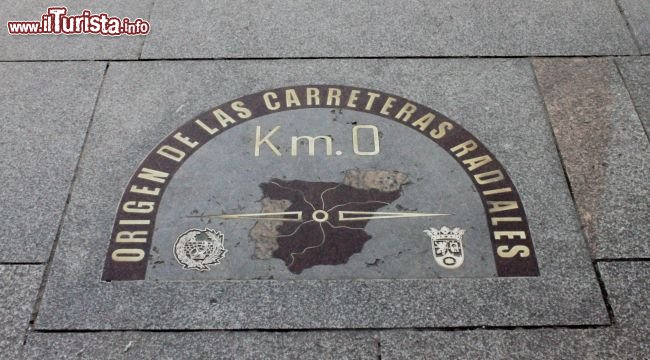 www.ilTurista.info
ORIGEN DE LAS CARRETERAS RADIALES
Km.0